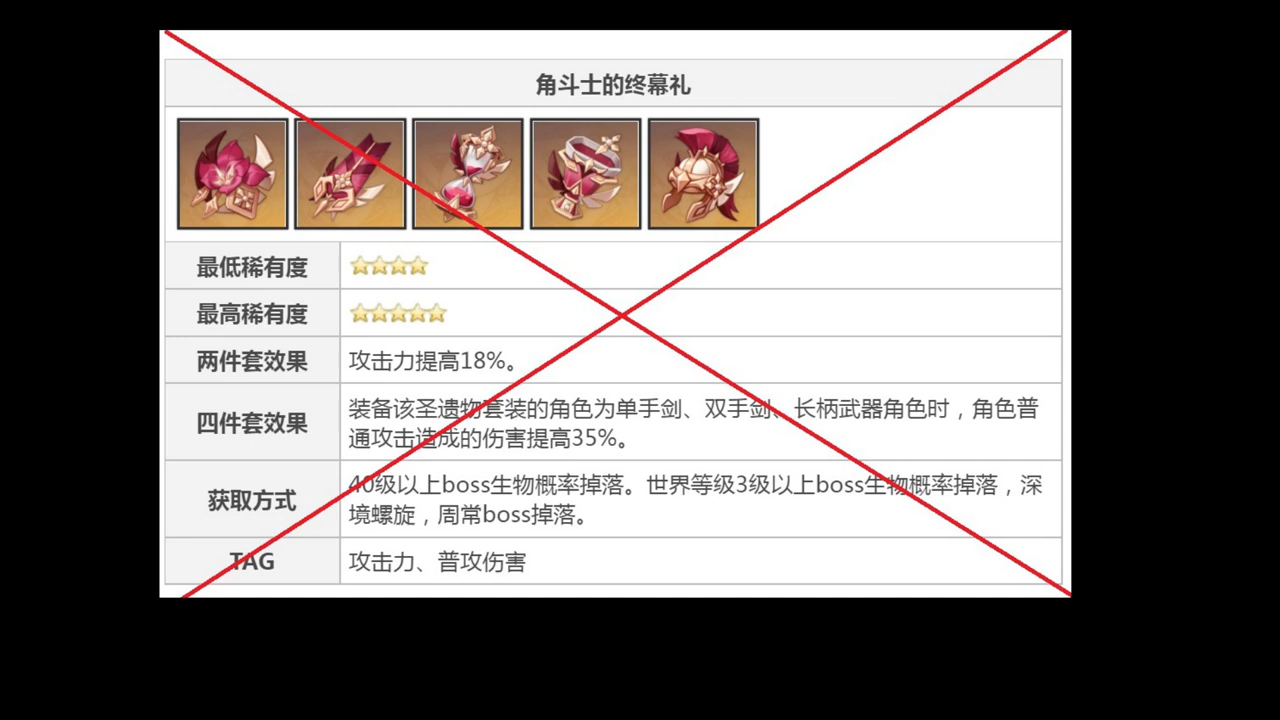 角斗士的终幕礼
最低稀有度
最高稀有度
两件套效果 攻击力提高18%。
四件套效果 装备该圣遗物套装的角色为单手剑、双手剑、长柄武器角色时，角色普
通攻击造成的伤害提高35%。
获取方式 40级以上boss生物概率掉落。世界等级3级以上boss生物概率掉落，深
境螺旋，周常boss掉落。
TAG 攻击力、普攻伤害